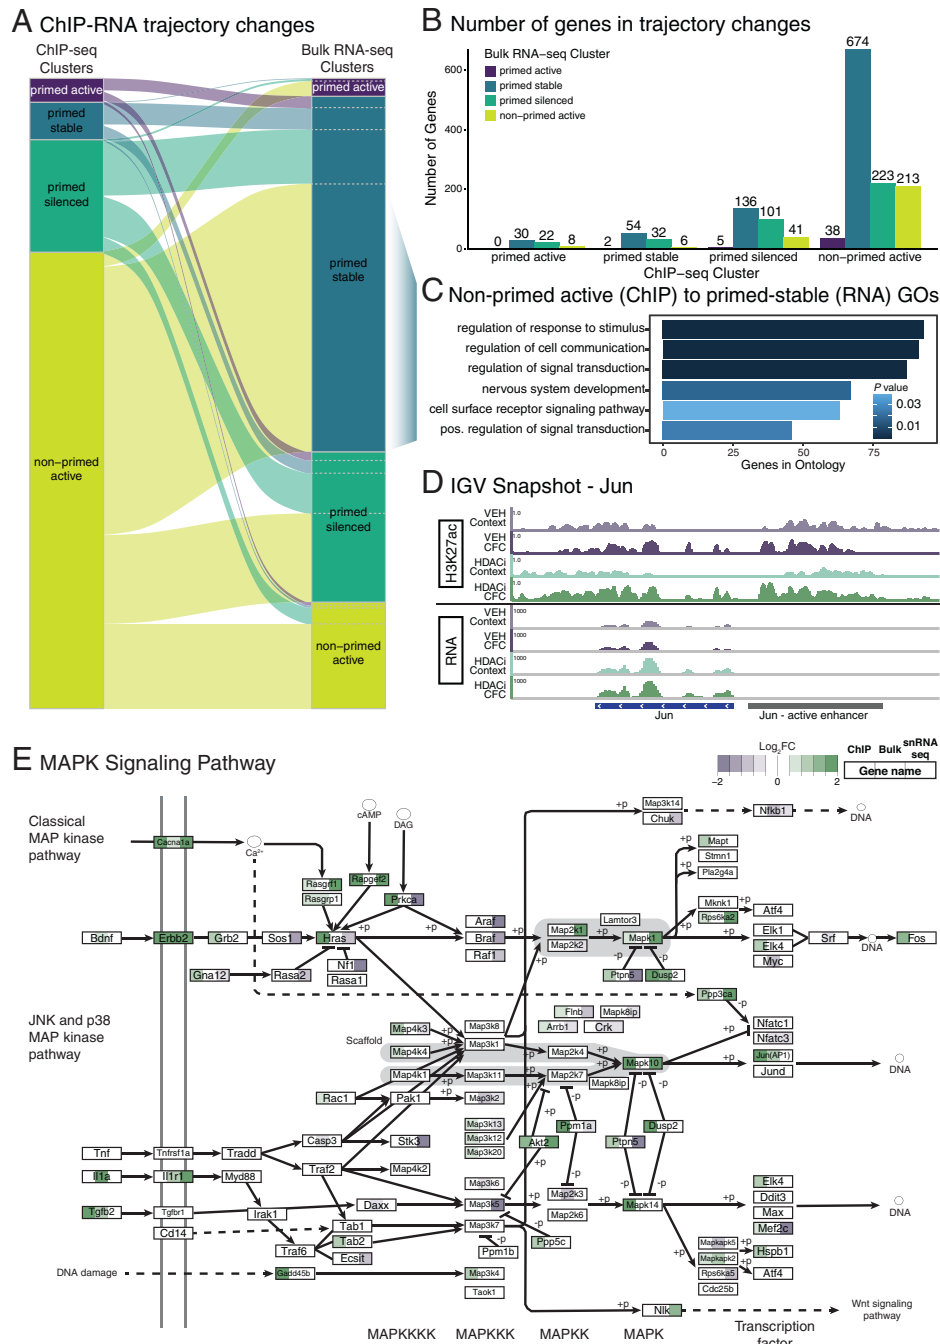 A ChIP-RNA trajectory changes
ChIP-seq
Clusters
Bulk RNA-seq
Clusters
primed active
primed
stable
primed
silenced
non-primed
active
primed active
primed
stable
primed
silenced
non-primed
active
B Number of genes in trajectory changes
Bulk RNA-seq Cluster
primed active
primed stable
primed silenced
non-primed active
Number of Genes
600
400
200
0
0 30 22 8
2 54 32 6
5 136 101 41
38 674 223 213
primed active primed stable primed silenced non-primed active
ChIP-seq Cluster
C Non-primed active (ChIP) to primed-stable (RNA) GOs
regulation of response to stimulus
regulation of cell communication
regulation of signal transduction
nervous system development
cell surface receptor signaling pathway
pos. regulation of signal transduction
P value
0.03
0.01
0 25 50 75
Genes in Ontology
D IGV Snapshot - Jun
H3K27ac
VEH
Context
1.0
VEH
CFC
1.0
HDACi
Context
1.0
HDACi
CFC
1.0
RNA
VEH
Context
1000
VEH
CFC
1000
HDACi
Context
1000
HDACi
CFC
1000
Jun
Jun - active enhancer
E MAPK Signaling Pathway
Log2FC
-2 0 2
ChIP Bulk snRNA
seq
Gene name
Classical
MAP kinase
pathway
Cacna1a
Ca2+
cAMP
DAG
Rasgrf1
Rasgrp1
Rapgef2
Prkca
Map3k14
Chuk
Nfkb1
DNA
+p
Mapt
Stmn1
Pla2g4a
+p
+p
Mknk1
Rps6ka2
Atf4
+p
+p
Bdnf
Erbb2
Grb2
Sos1
Hras
+p
+p
Araf
Braf
Raf1
+p
+p
Lamtor3
Map2k1
Map2k2
+p
Mapk1
+p
Elk1
Elk4
Myc
Srf
DNA
Fos
Gna12
Rasa2
Nf1
Rasa1
-p
-p
Ptpn5
Dusp2
Ppp3ca
-p
Nfatc1
Nfatc3
+p
JNK and p38
MAP kinase
pathway
Scaffold
Map4k3
Map4k4
Map4k1
+p
+p
+p
+p
Map3k8
Map3k1
Map3k11
Map3k2
Flnb
Mapk8ip
Arrb1
Crk
Map2k4
Map2k7
+p
+p
+p
-p
Mapk10
Mapk8ip
+p
Jun(AP1)
Jund
DNA
Rac1
Pak1
Map3k13
Map3k12
Map3k20
Casp3
Stk3
Akt2
+p
Ppm1a
-p
-p
-p
Ptpn5
Dusp2
-p
-p
Tnf
Tnfrsf1a
Tradd
Traf2
Map4k2
Il1a
Il1r1
Myd88
Map3k6
Map3k5
+p
Map2k3
Map2k6
+p
Mapk14
+p
Elk4
Ddit3
Max
Mef2c
DNA
Tgfb2
Tgfbr1
Irak1
Daxx
Map3k7
-p
Ppp5c
-p
Ppm1b
Cd14
Tab1
Tab2
Ecsit
Traf6
+p
Mapkapk5
Mapkapk2
Rps6ka5
Cdc25b
+p
Hspb1
+p
Atf4
DNA damage
Gadd45b
Map3k4
Taok1
+p
Nlk
Wnt signaling
pathway
MAPKKKK MAPKKK MAPKK MAPK
Transcription
factor